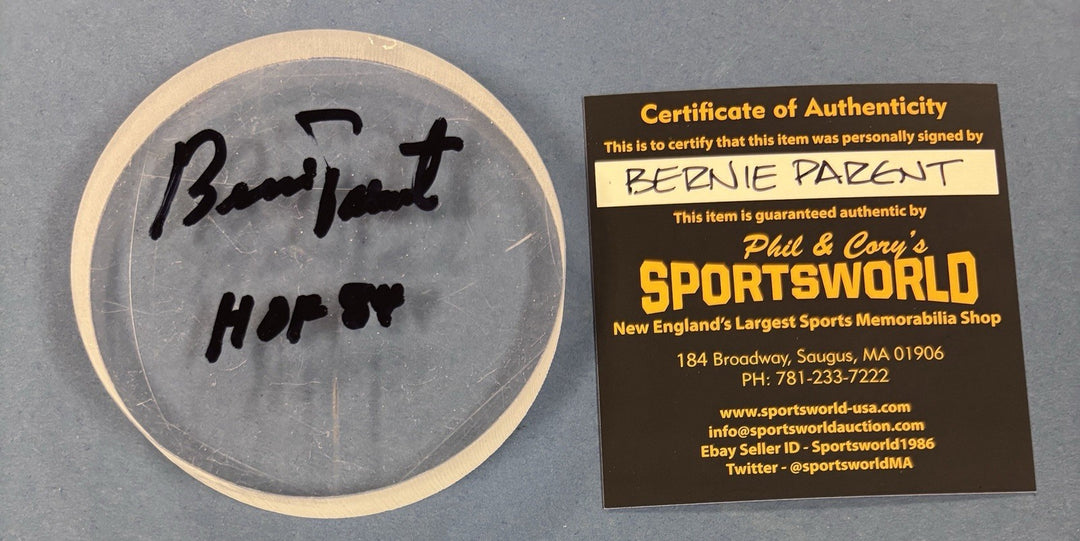 Bernie Parent
HOF 84
Certificate of Authenticity
This is to certify that this item was personally signed by
BERNIE PARENT
This item is guaranteed authentic by
Phil & Cory's
SPORTSWORLD
New England's Largest Sports Memorabilia Shop
184 Broadway, Saugus, MA 01906
PH: 781-233-7222
www.sportsworld-usa.com
info@sportsworldauction.com
Ebay Seller ID - Sportsworld1986
Twitter - @sportsworldMA